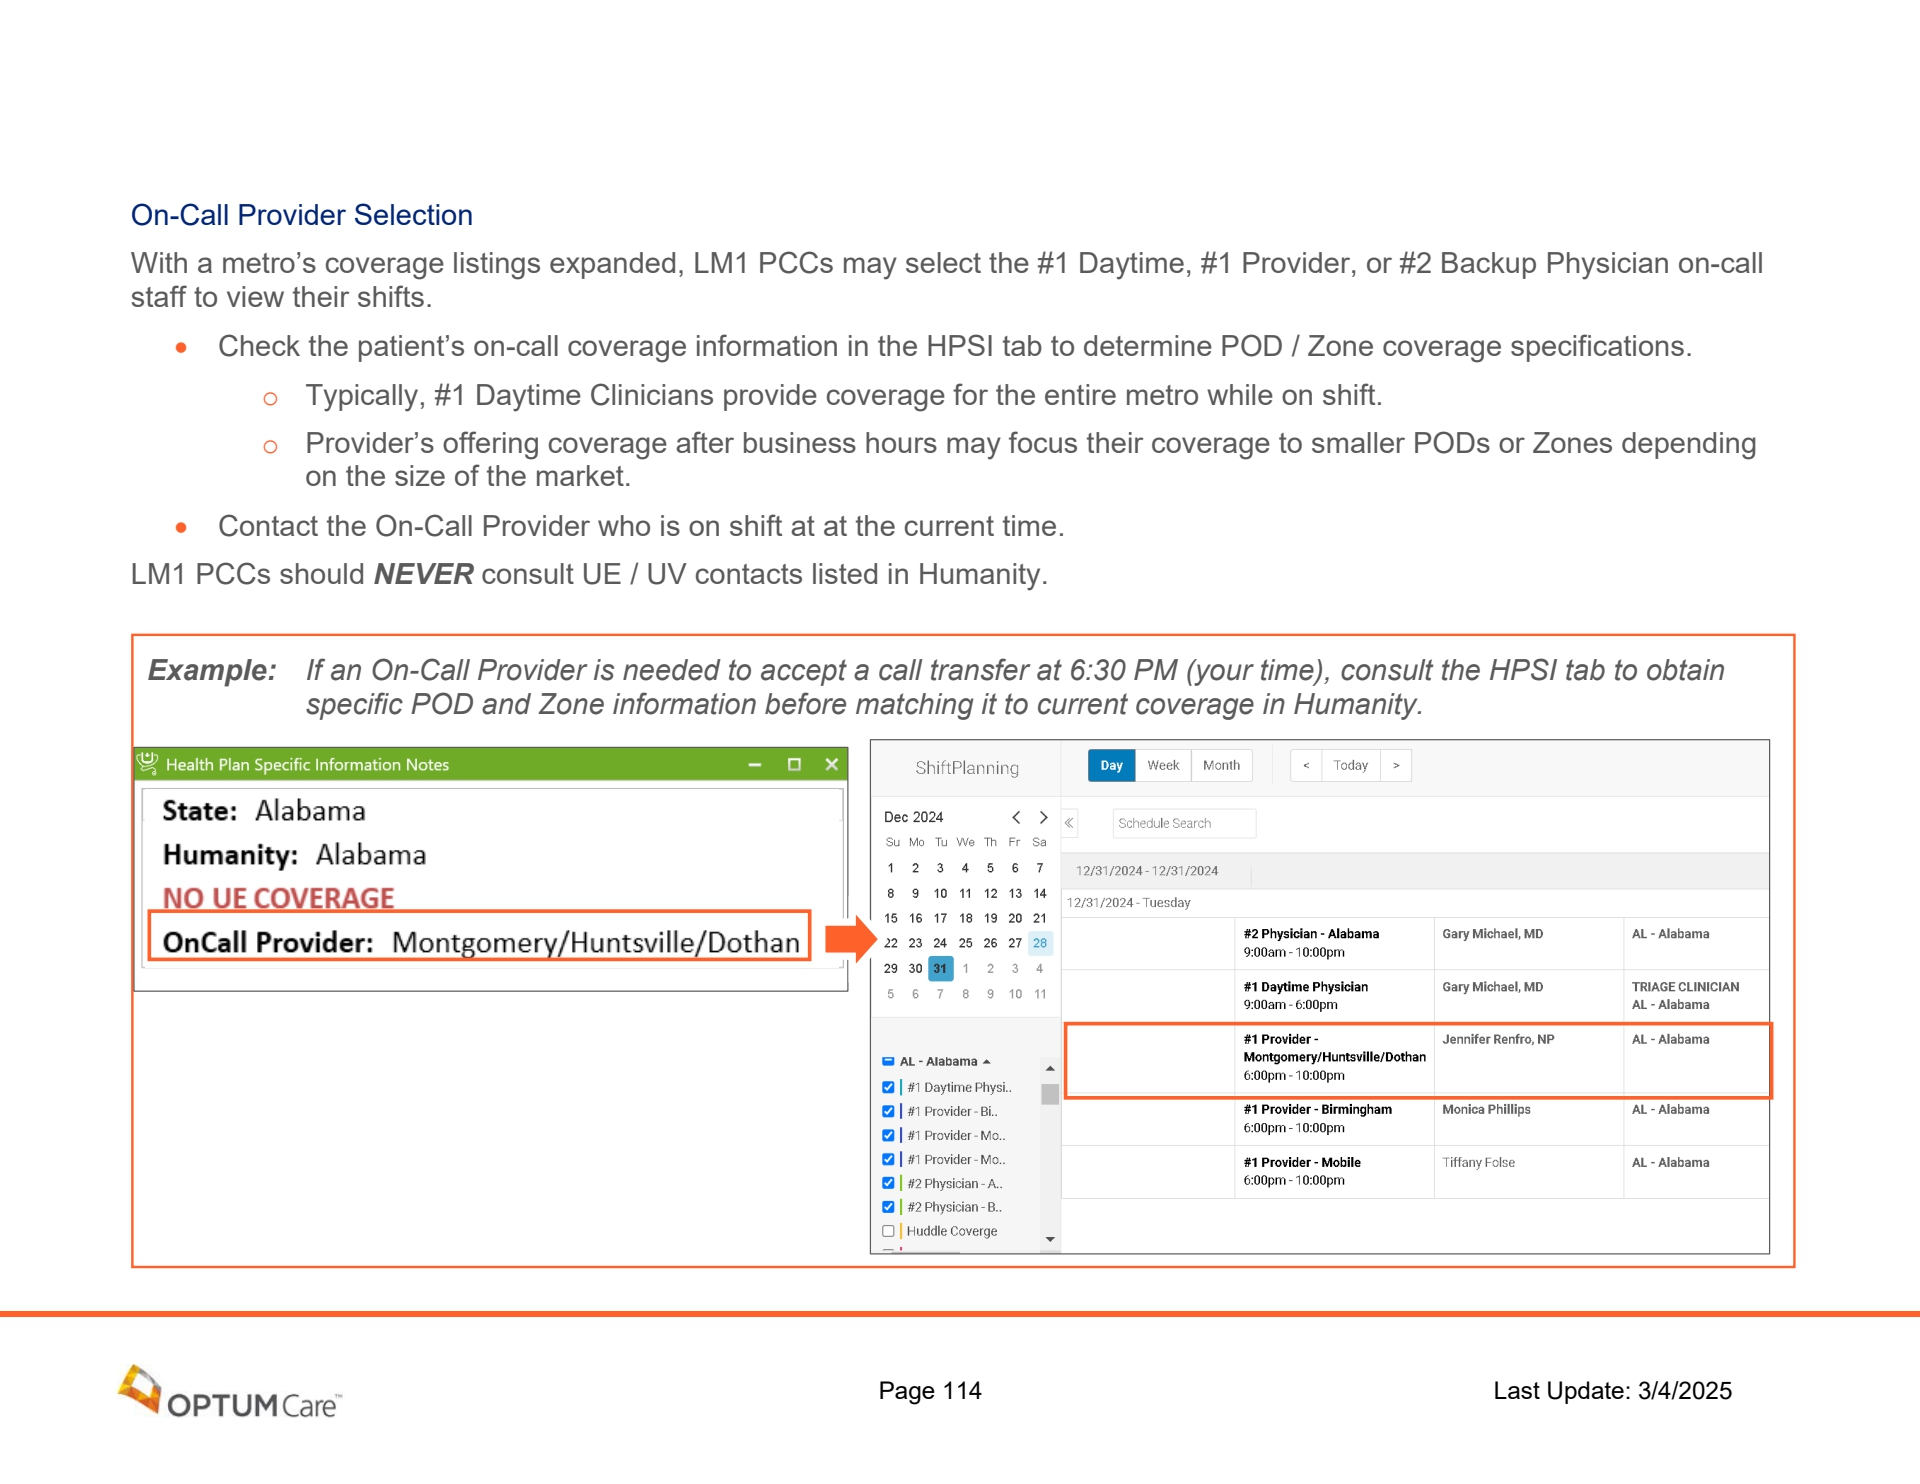 On-Call Provider Selection
With a metro’s coverage listings expanded, LM1 PCCs may select the #1 Daytime, #1 Provider, or #2 Backup Physician on-call
staff to view their shifts.
• Check the patient’s on-call coverage information in the HPSI tab to determine POD / Zone coverage specifications.
o Typically, #1 Daytime Clinicians provide coverage for the entire metro while on shift.
o Provider’s offering coverage after business hours may focus their coverage to smaller PODs or Zones depending
on the size of the market.
• Contact the On-Call Provider who is on shift at at the current time.
LM1 PCCs should NEVER consult UE / UV contacts listed in Humanity.
Example: If an On-Call Provider is needed to accept a call transfer at 6:30 PM (your time), consult the HPSI tab to obtain
specific POD and Zone information before matching it to current coverage in Humanity.
Health Plan Specific Information Notes
State: Alabama
Humanity: Alabama
NO UE COVERAGE
OnCall Provider: Montgomery/Huntsville/Dothan
ShiftPlanning
Dec 2024 < >
Su Mo Tu We Th Fr Sa
1 2 3 4 5 6 7
8 9 10 11 12 13 14
15 16 17 18 19 20 21
22 23 24 25 26 27 28
29 30 31 1 2 3 4
5 6 7 8 9 10 11
AL - Alabama
#1 Daytime Physi..
#1 Provider - Bi..
#1 Provider - Mo..
#1 Provider - Mo..
#2 Physician - A..
#2 Physician - B..
Huddle Coverge
Day Week Month < Today >
« Schedule Search
12/31/2024 - 12/31/2024
12/31/2024 - Tuesday
#2 Physician - Alabama Gary Michael, MD AL - Alabama
9:00am - 10:00pm
#1 Daytime Physician Gary Michael, MD TRIAGE CLINICIAN
9:00am - 6:00pm AL - Alabama
#1 Provider - Jennifer Renfro, NP AL - Alabama
Montgomery/Huntsville/Dothan
6:00pm - 10:00pm
#1 Provider - Birmingham Monica Phillips AL - Alabama
6:00pm - 10:00pm
#1 Provider - Mobile Tiffany Folse AL - Alabama
6:00pm - 10:00pm
OPTUMCare™
Page 114
Last Update: 3/4/2025